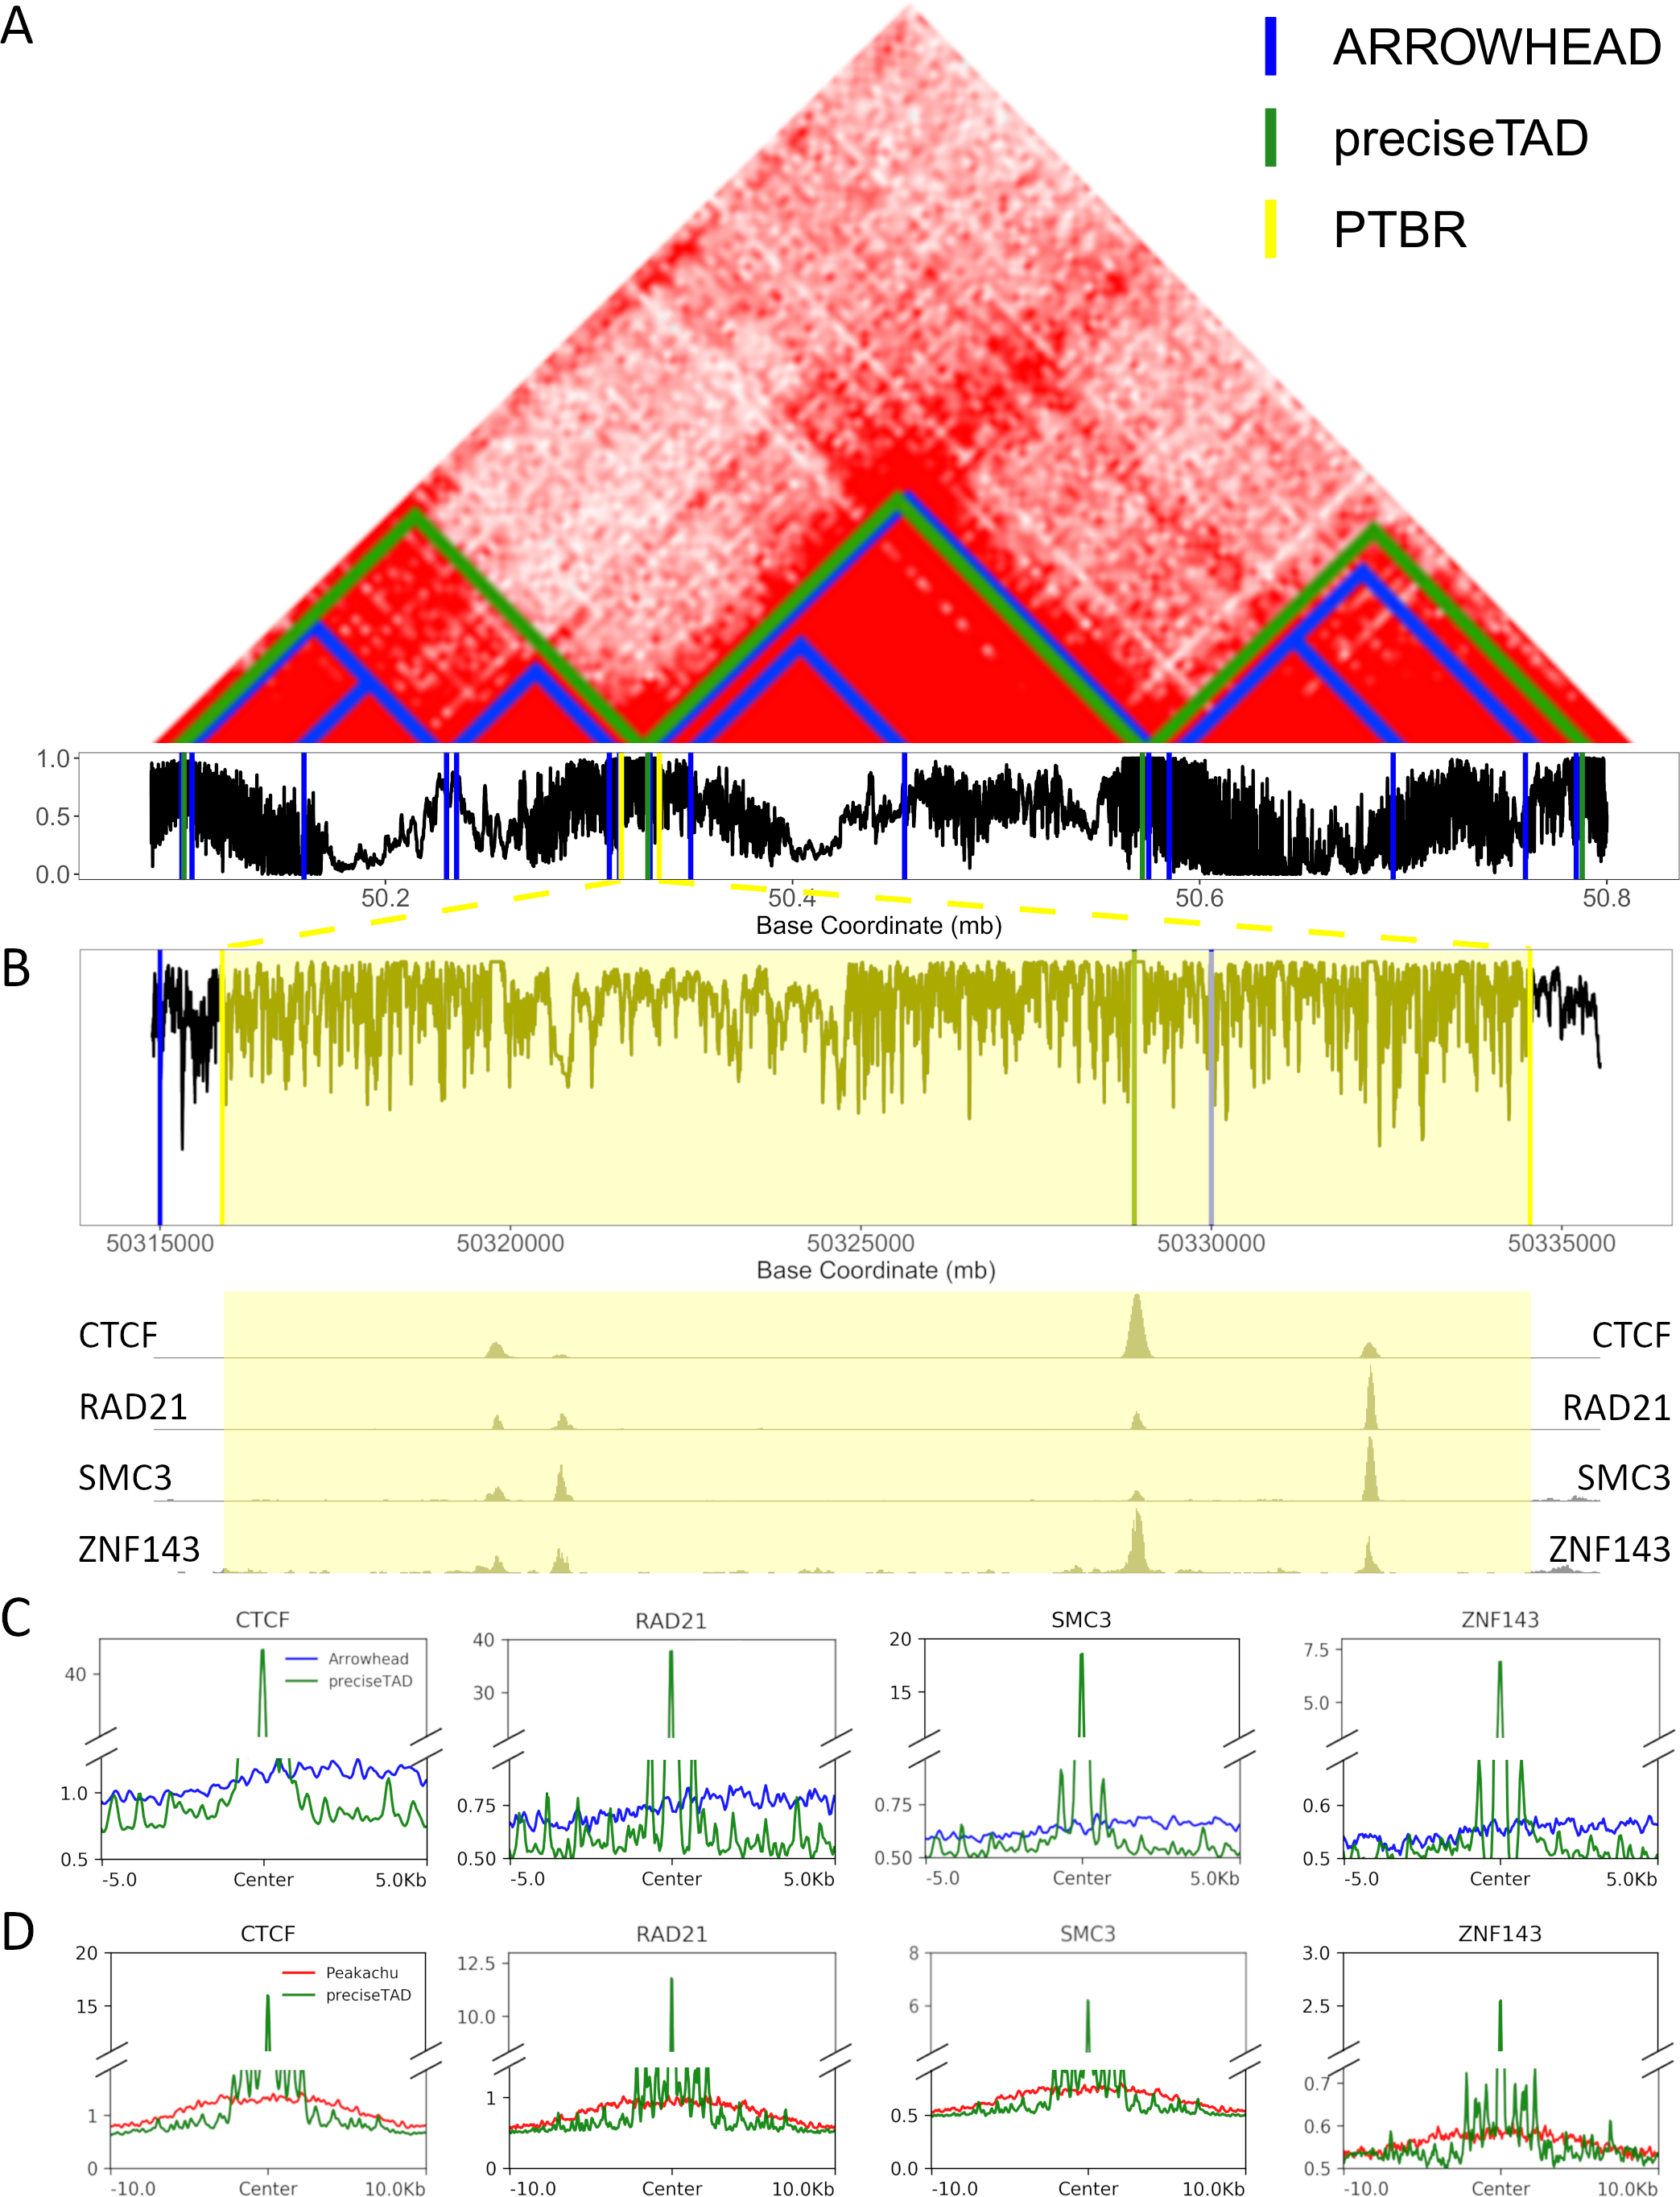 A
ARROWHEAD
preciseTAD
PTBR
1.0
0.5
0.0
50.2 50.4 50.6 50.8
Base Coordinate (mb)
B
50315000 50320000 50325000 50330000 50335000
Base Coordinate (mb)
CTCF CTCF
RAD21 RAD21
SMC3 SMC3
ZNF143 ZNF143
C
CTCF RAD21 SMC3 ZNF143
40 Arrowhead 40 20 7.5
preciseTAD 30 15 5.0
1.0 0.75 0.75 0.6
0.5 0.50 0.50 0.5
-5.0 Center 5.0Kb -5.0 Center 5.0Kb -5.0 Center 5.0Kb -5.0 Center 5.0Kb
D
CTCF RAD21 SMC3 ZNF143
20 Peakachu 12.5 8 3.0
15 preciseTAD 10.0 6 2.5
1 1 0.5 0.7
0.6
0 0 0.0 0.5
-10.0 Center 10.0Kb -10.0 Center 10.0Kb -10.0 Center 10.0Kb -10.0 Center 10.0Kb